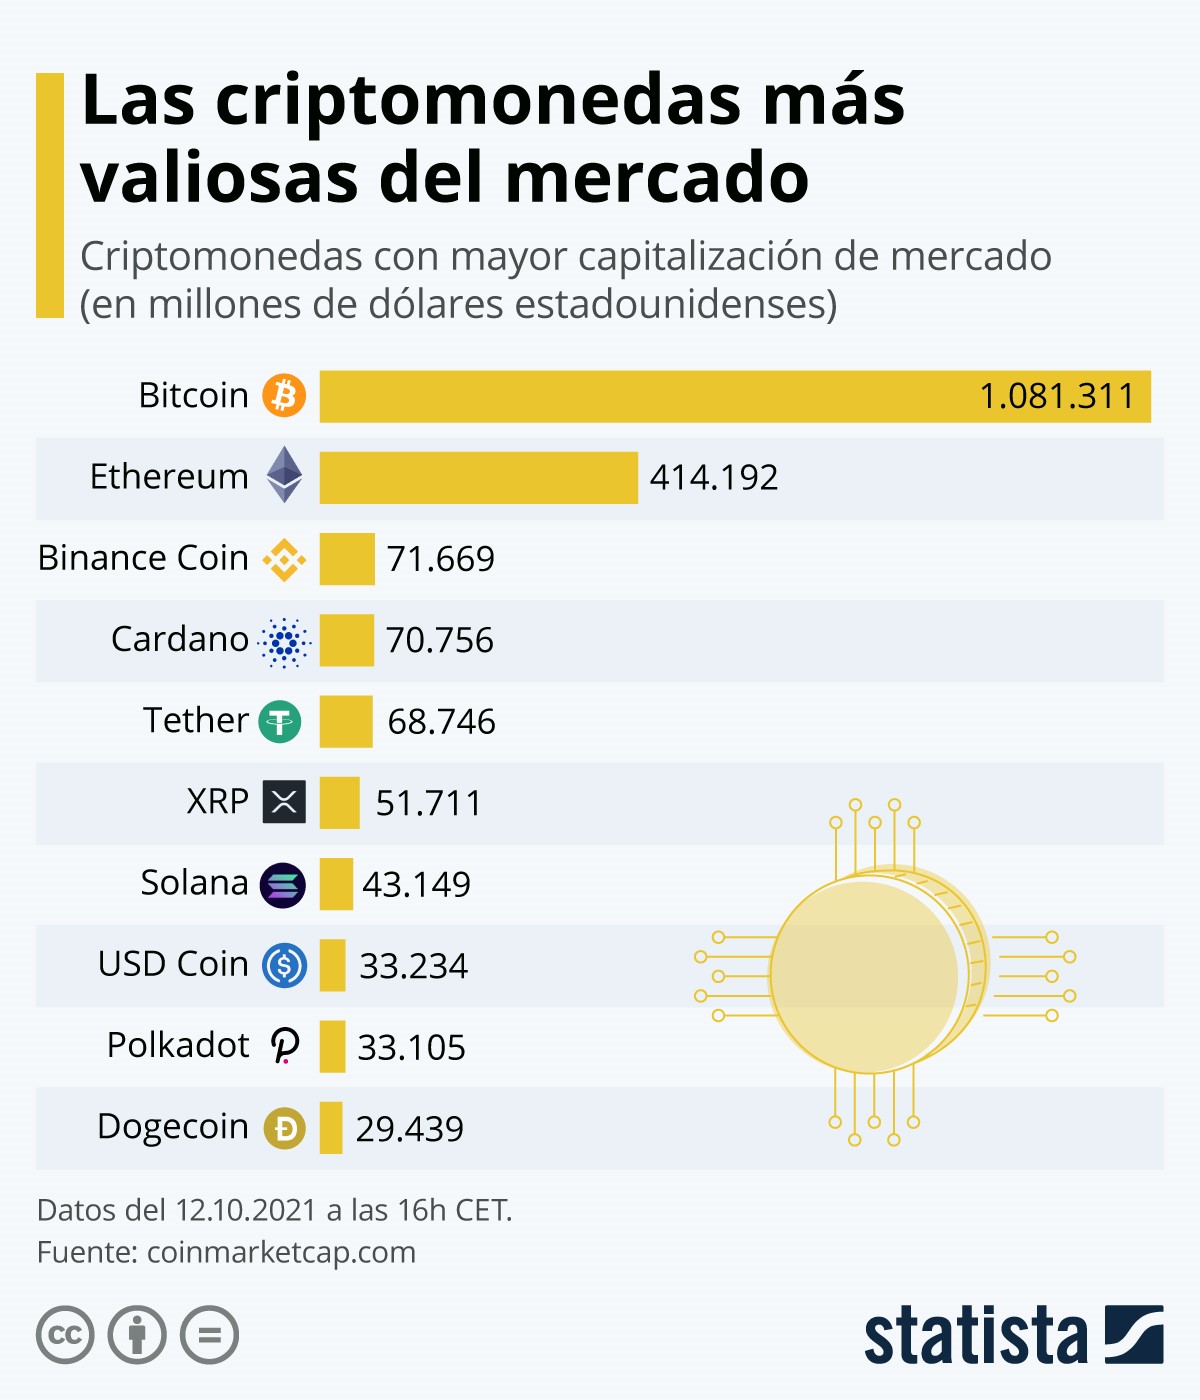 Las criptomonedas más
valiosas del mercado
Criptomonedas con mayor capitalización de mercado
(en millones de dólares estadounidenses)
Bitcoin 1.081.311
Ethereum 414.192
Binance Coin 71.669
Cardano 70.756
Tether 68.746
XRP 51.711
Solana 43.149
USD Coin 33.234
Polkadot 33.105
Dogecoin 29.439
Datos del 12.10.2021 a las 16h CET.
Fuente: coinmarketcap.com
cc
statista